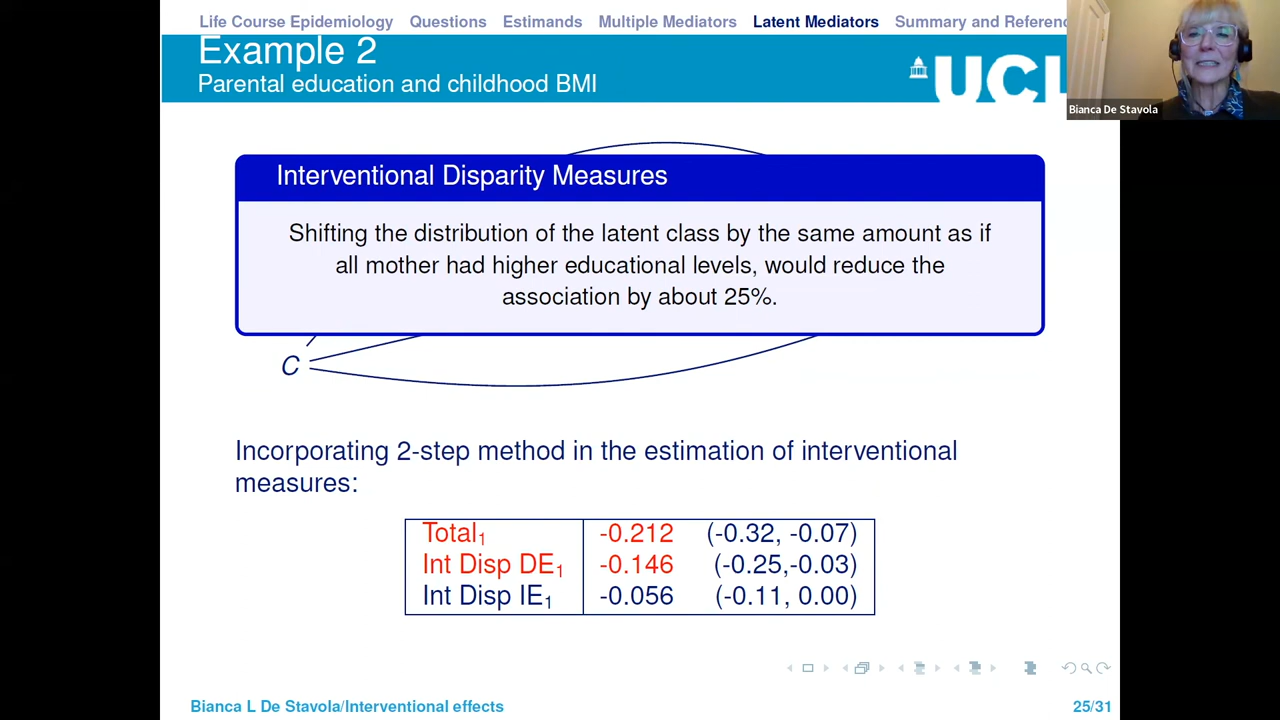 Life Course Epidemiology Questions Estimands Multiple Mediators Latent Mediators Summary and Referenc
Example 2
Parental education and childhood BMI
UCL
Bianca De Stavola
Interventional Disparity Measures
Shifting the distribution of the latent class by the same amount as if
all mother had higher educational levels, would reduce the
association by about 25%.
C
Incorporating 2-step method in the estimation of interventional
measures:
Total₁ -0.212 (-0.32, -0.07)
Int Disp DE₁ -0.146 (-0.25,-0.03)
Int Disp IE₁ -0.056 (-0.11, 0.00)
Bianca L De Stavola/Interventional effects 25/31